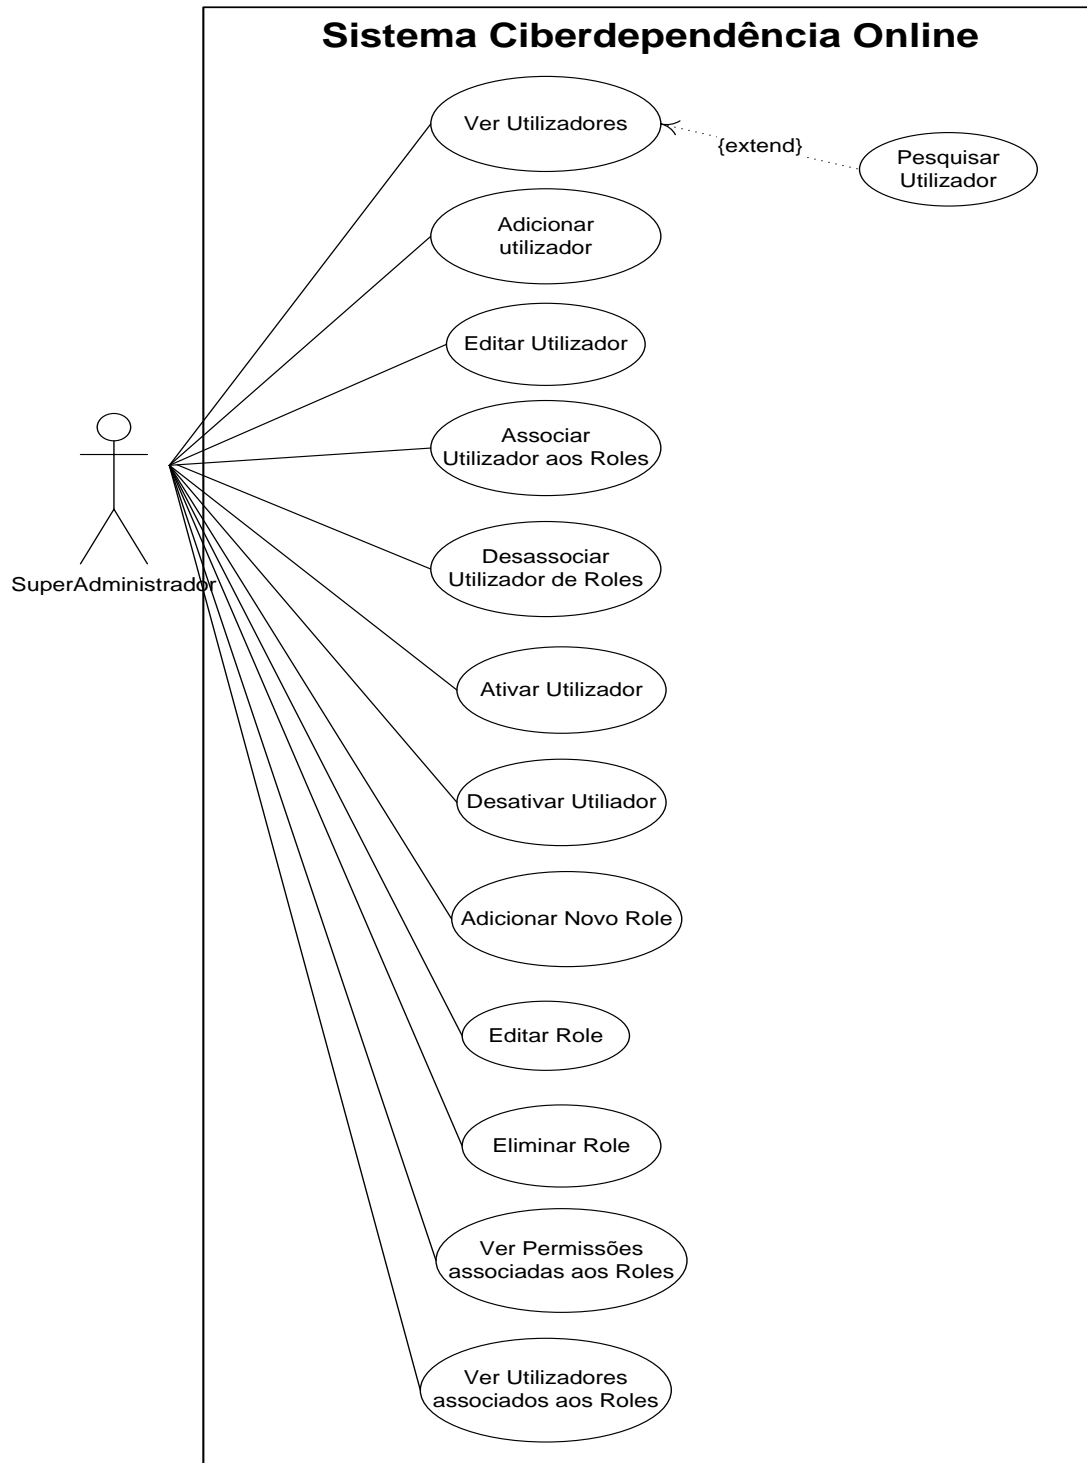 Sistema Ciberdependência Online
Ver Utilizadores
{extend}
Pesquisar
Utilizador
Adicionar
utilizador
Editar Utilizador
Associar
Utilizador aos Roles
SuperAdministrador
Desassociar
Utilizador de Roles
Ativar Utilizador
Desativar Utiliador
Adicionar Novo Role
Editar Role
Eliminar Role
Ver Permissões
associadas aos Roles
Ver Utilizadores
associados aos Roles